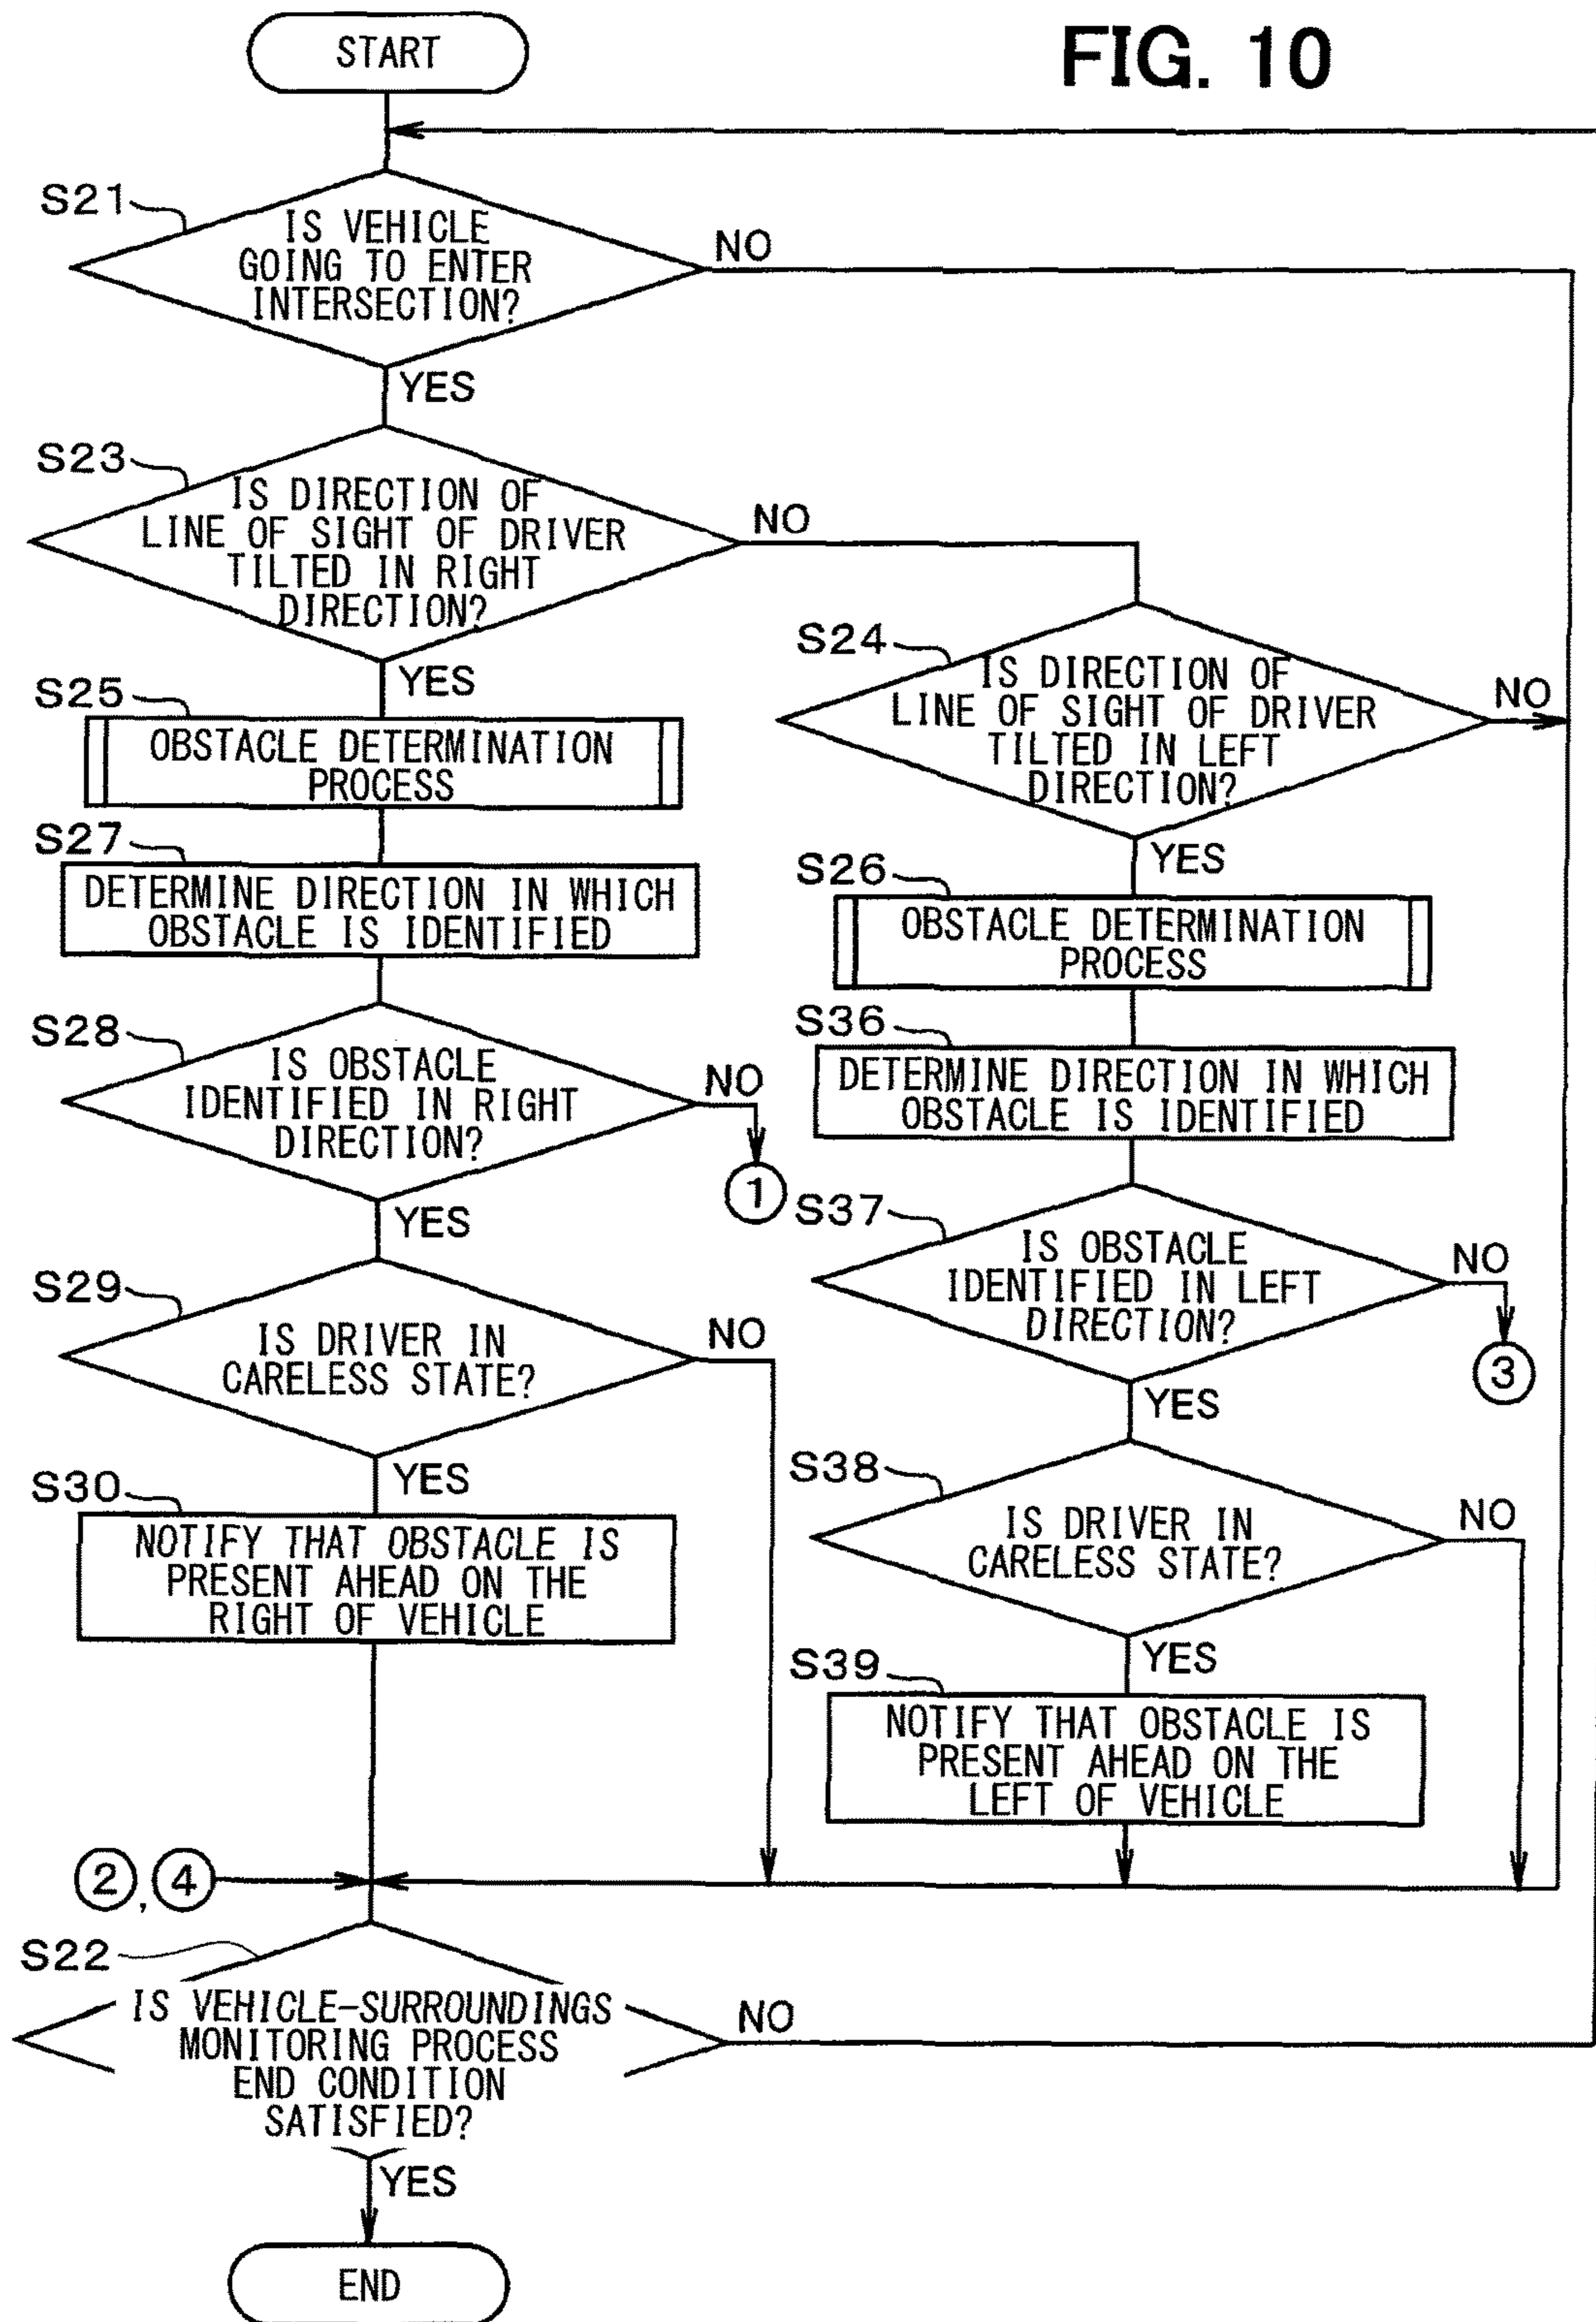 FIG. 10
START
S21
IS VEHICLE
GOING TO ENTER
INTERSECTION?
NO
YES
S23
IS DIRECTION OF
LINE OF SIGHT OF DRIVER
TILTED IN RIGHT
DIRECTION?
NO
YES
S24
IS DIRECTION OF
LINE OF SIGHT OF DRIVER
TILTED IN LEFT
DIRECTION?
NO
YES
S25
OBSTACLE DETERMINATION
PROCESS
S27
DETERMINE DIRECTION IN WHICH
OBSTACLE IS IDENTIFIED
S26
OBSTACLE DETERMINATION
PROCESS
S28
IS OBSTACLE
IDENTIFIED IN RIGHT
DIRECTION?
NO
1
YES
S36
DETERMINE DIRECTION IN WHICH
OBSTACLE IS IDENTIFIED
S37
IS OBSTACLE
IDENTIFIED IN LEFT
DIRECTION?
NO
3
YES
S29
IS DRIVER IN
CARELESS STATE?
NO
YES
S38
IS DRIVER IN
CARELESS STATE?
NO
YES
S30
NOTIFY THAT OBSTACLE IS
PRESENT AHEAD ON THE
RIGHT OF VEHICLE
S39
NOTIFY THAT OBSTACLE IS
PRESENT AHEAD ON THE
LEFT OF VEHICLE
2, 4
S22
IS VEHICLE-SURROUNDINGS
MONITORING PROCESS
END CONDITION
SATISFIED?
NO
YES
END